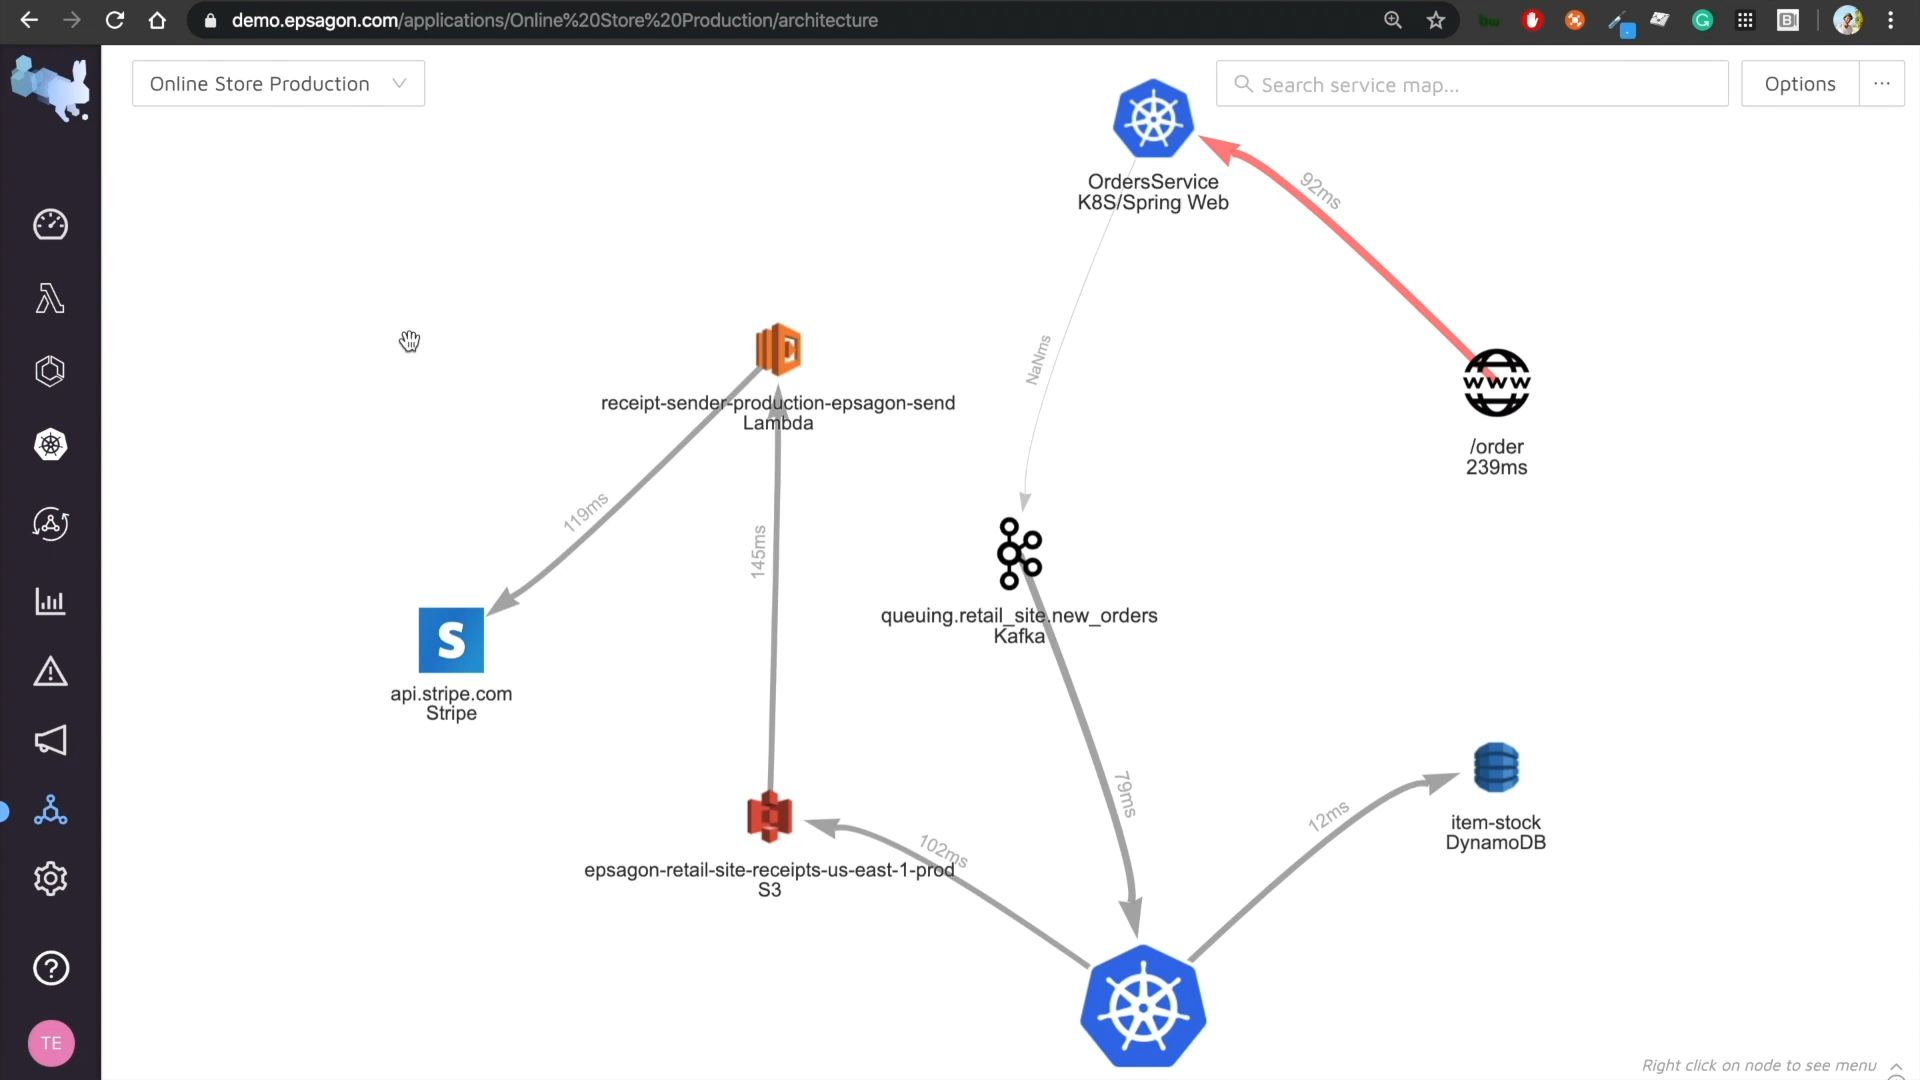 demo.epsagon.com/applications/Online%20Store%20Production/architecture
Online Store Production
Search service map...
Options
OrdersService
K8S/Spring Web
92ms
NaNms
receipt-sender-production-epsagon-send
Lambda
www
/order
239ms
119ms
145ms
queuing.retail_site.new_orders
Kafka
S
api.stripe.com
Stripe
79ms
12ms
item-stock
DynamoDB
102ms
epsagon-retail-site-receipts-us-east-1-prod
S3
TE
Right click on node to see menu